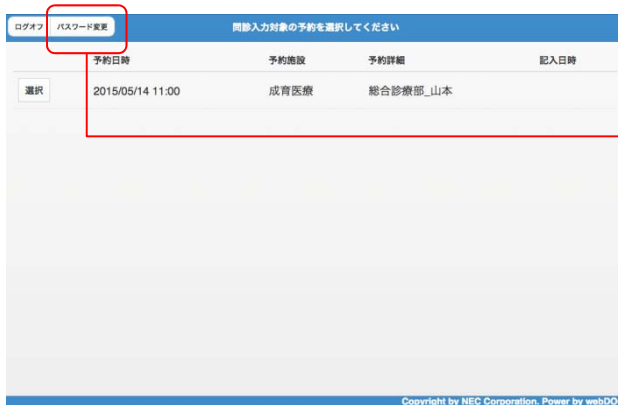 ログオフ パスワード変更 問診入力対象の予約を選択してください
予約日時 予約施設 予約詳細 記入日時
選択 2015/05/14 11:00 成育医療 総合診療部_山本
Copyright by NEC Corporation. Power by webDO